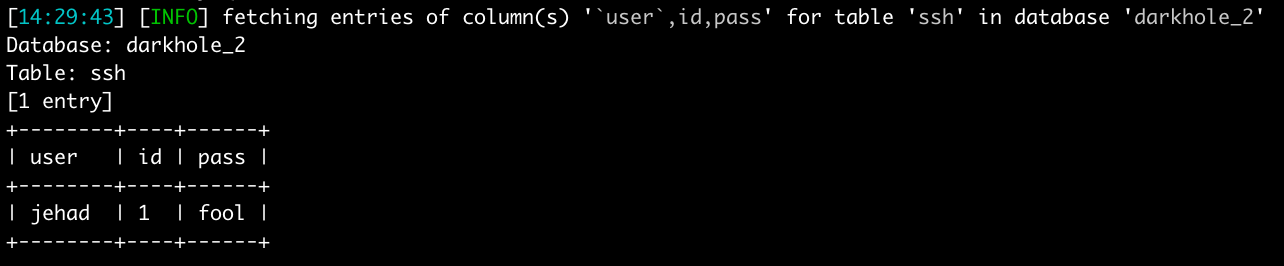 [14:29:43] [INFO] fetching entries of column(s) '`user`,id,pass' for table 'ssh' in database 'darkhole_2'
Database: darkhole_2
Table: ssh
[1 entry]
+--------+----+------+
| user   | id | pass |
+--------+----+------+
| jehad  | 1  | fool |
+--------+----+------+